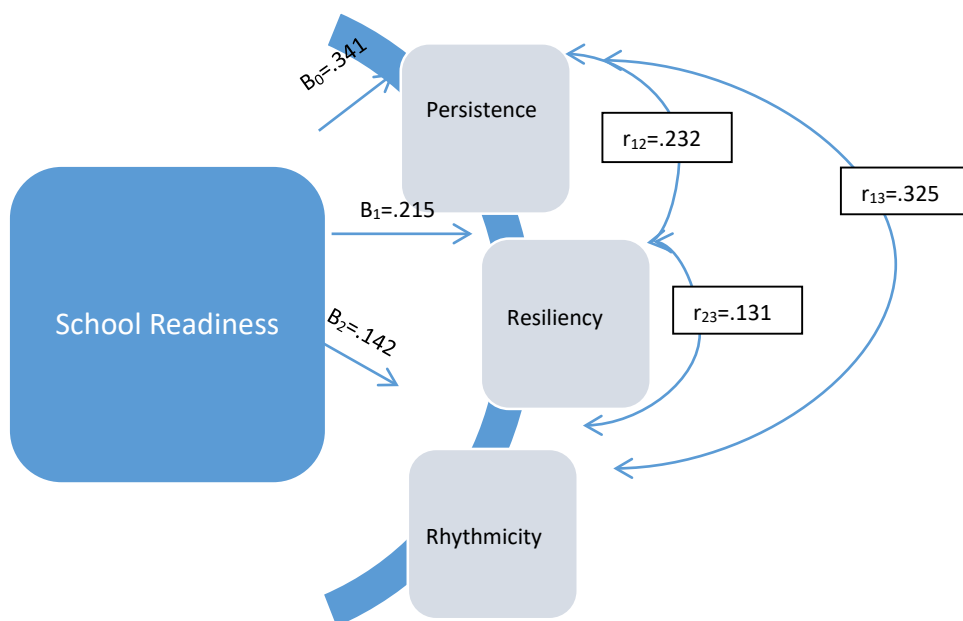 B₀=.341
Persistence
r₁₂=.232
r₁₃=.325
B₁=.215
School Readiness
Resiliency
r₂₃=.131
B₂=.142
Rhythmicity